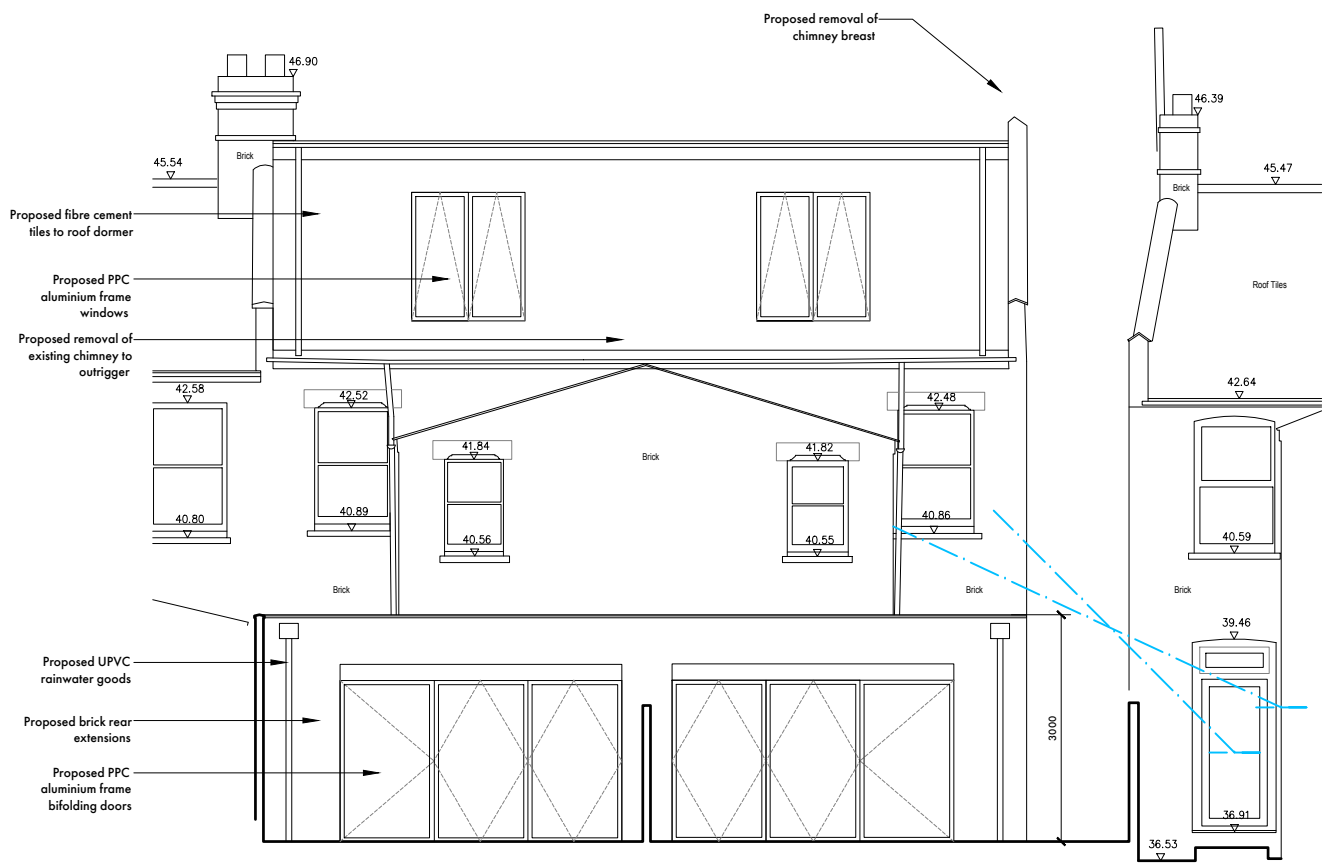 Proposed removal of
chimney breast
46.90
46.39
Brick
45.54
45.47
Brick
Proposed fibre cement
tiles to roof dormer
Proposed PPC
aluminium frame
windows
Roof Tiles
Proposed removal of
existing chimney to
outrigger
42.58
42.52
42.48
42.64
41.84
41.82
Brick
40.80
40.89
40.56
40.55
40.86
40.59
Brick
Brick
Brick
39.46
Proposed UPVC
rainwater goods
Proposed brick rear
extensions
3000
Proposed PPC
aluminium frame
bifolding doors
36.91
36.53